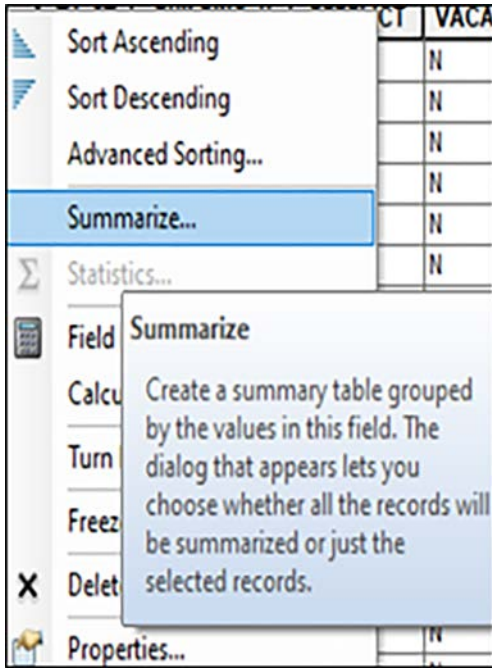 CT VACA
Sort Ascending N
Sort Descending N
Advanced Sorting... N
N
Summarize... N
Statistics... N
Field
Summarize
Create a summary table grouped
by the values in this field. The
dialog that appears lets you
choose whether all the records will
be summarized or just the
selected records.
Calcu
Turn
Freez
Delet
Properties... N